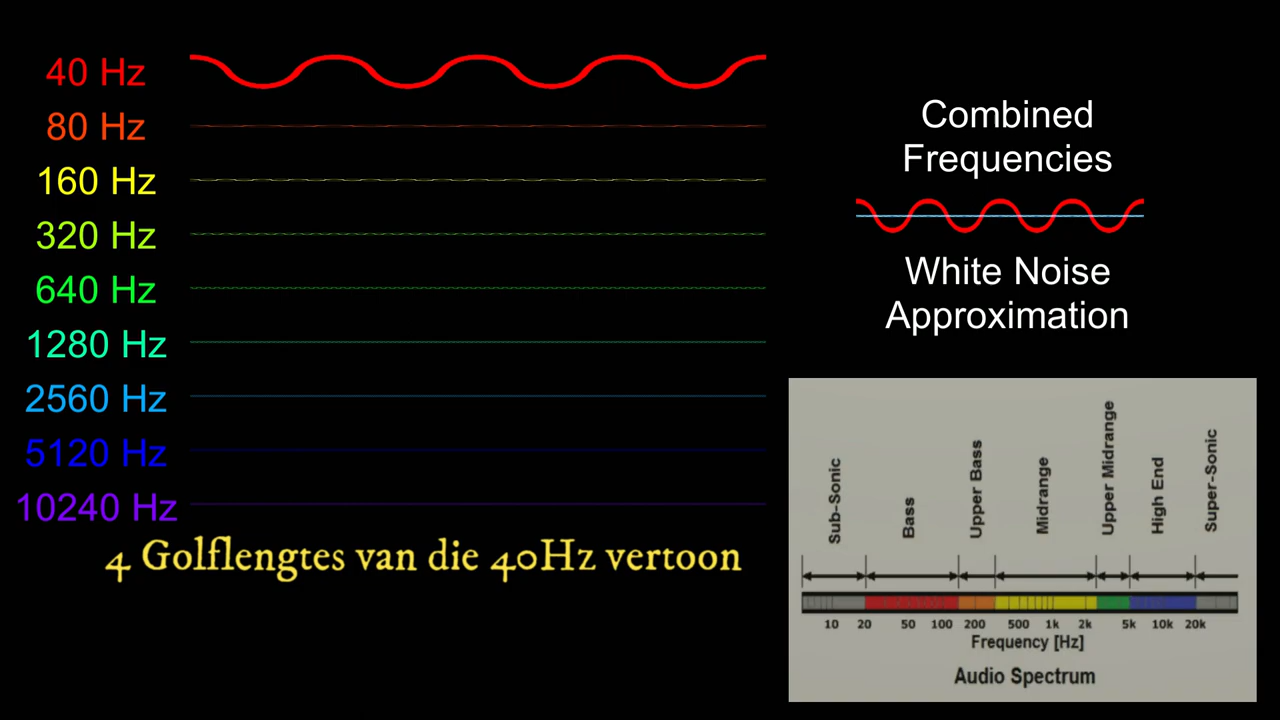 40 Hz
80 Hz
160 Hz
320 Hz
640 Hz
1280 Hz
2560 Hz
5120 Hz
10240 Hz
4 Golflengtes van die 40Hz vertoon
Combined
Frequencies
White Noise
Approximation
Sub-Sonic
Bass
Upper Bass
Midrange
Upper Midrange
High End
Super-Sonic
10 20 50 100 200 500 1k 2k 5k 10k 20k
Frequency [Hz]
Audio Spectrum